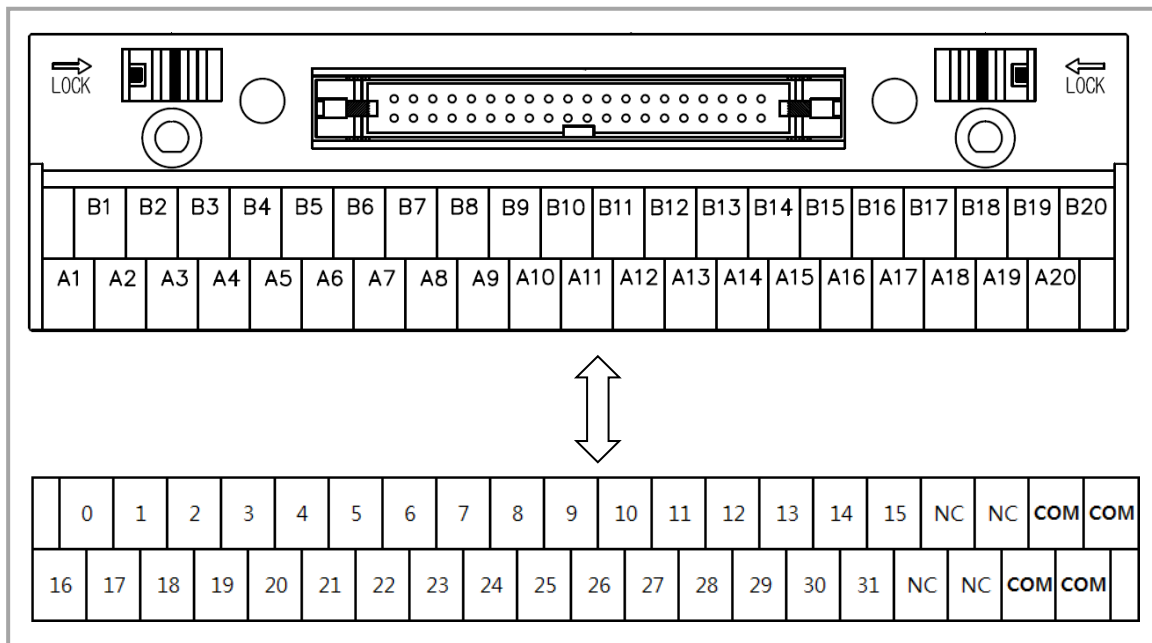 LOCK LOCK
B1 B2 B3 B4 B5 B6 B7 B8 B9 B10 B11 B12 B13 B14 B15 B16 B17 B18 B19 B20
A1 A2 A3 A4 A5 A6 A7 A8 A9 A10 A11 A12 A13 A14 A15 A16 A17 A18 A19 A20
0 1 2 3 4 5 6 7 8 9 10 11 12 13 14 15 NC NC COM COM
16 17 18 19 20 21 22 23 24 25 26 27 28 29 30 31 NC NC COM COM